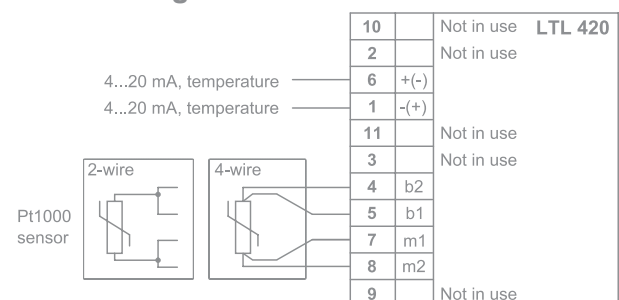 10 Not in use LTL 420
2 Not in use
4...20 mA, temperature 6 +(-)
4...20 mA, temperature 1 -(+)
11 Not in use
3 Not in use
2-wire 4-wire
4 b2
Pt1000
sensor
5 b1
7 m1
8 m2
9 Not in use